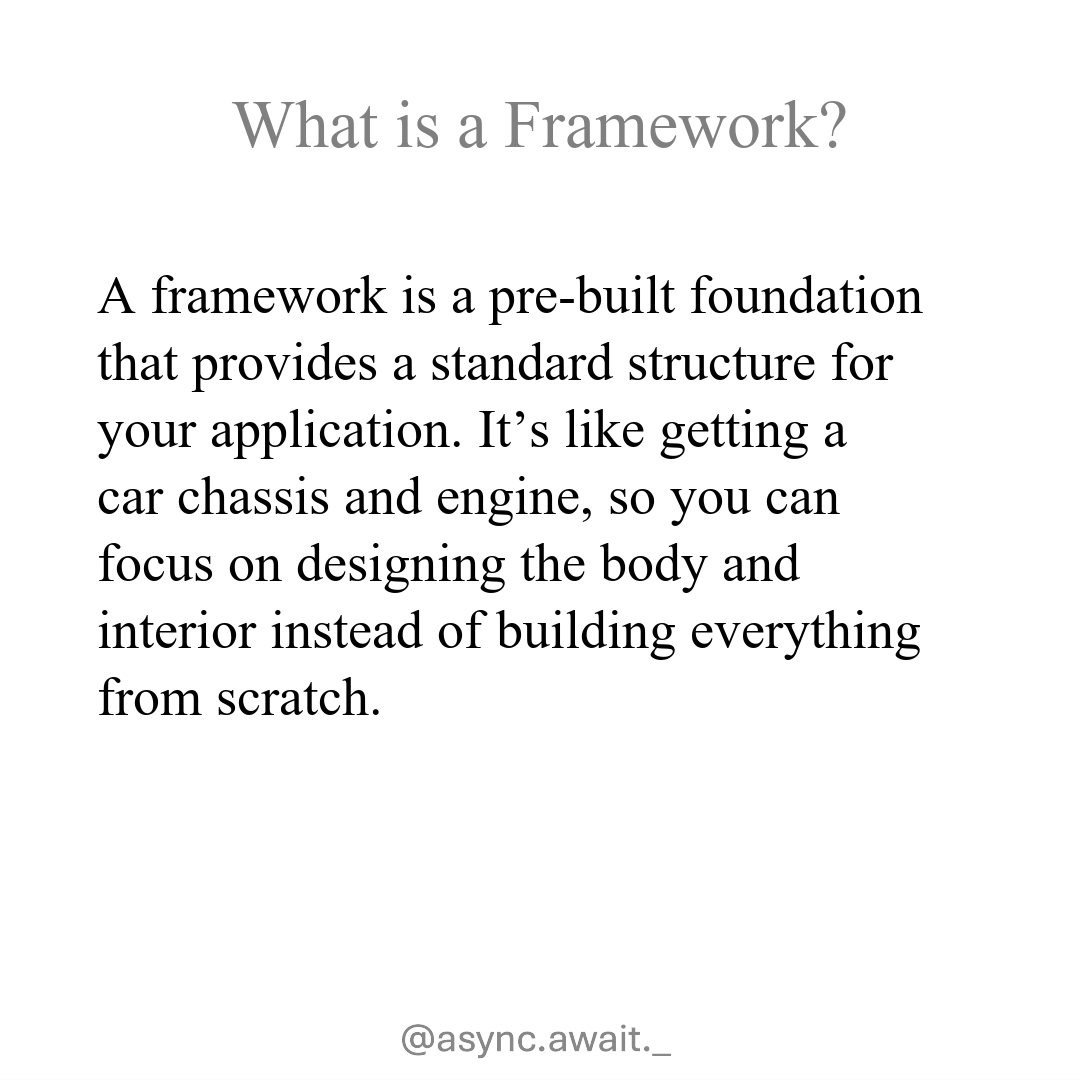 What is a Framework?
A framework is a pre-built foundation
that provides a standard structure for
your application. It’s like getting a
car chassis and engine, so you can
focus on designing the body and
interior instead of building everything
from scratch.
@async.await._